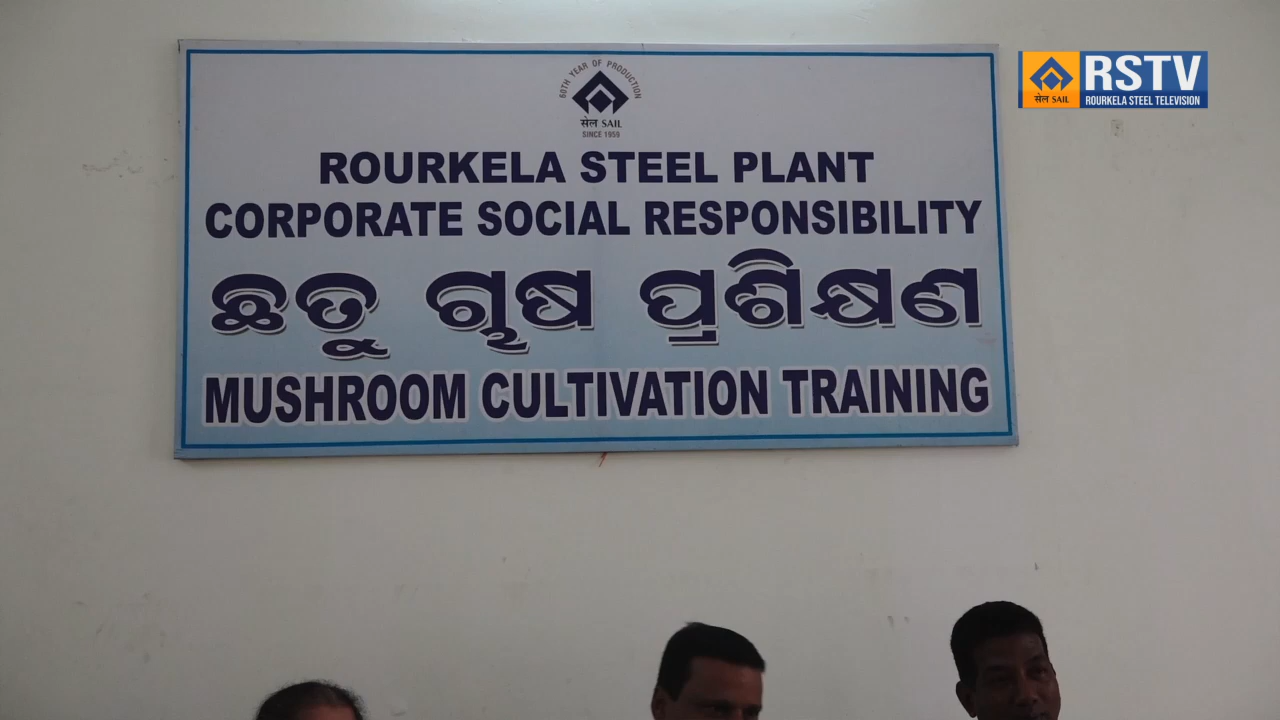 60TH YEAR OF PRODUCTION
सेल SAIL
SINCE 1959
ROURKELA STEEL PLANT
CORPORATE SOCIAL RESPONSIBILITY
ଛତୁ ଚାଷ ପ୍ରଶିକ୍ଷଣ
MUSHROOM CULTIVATION TRAINING
सेल SAIL
RSTV
ROURKELA STEEL TELEVISION